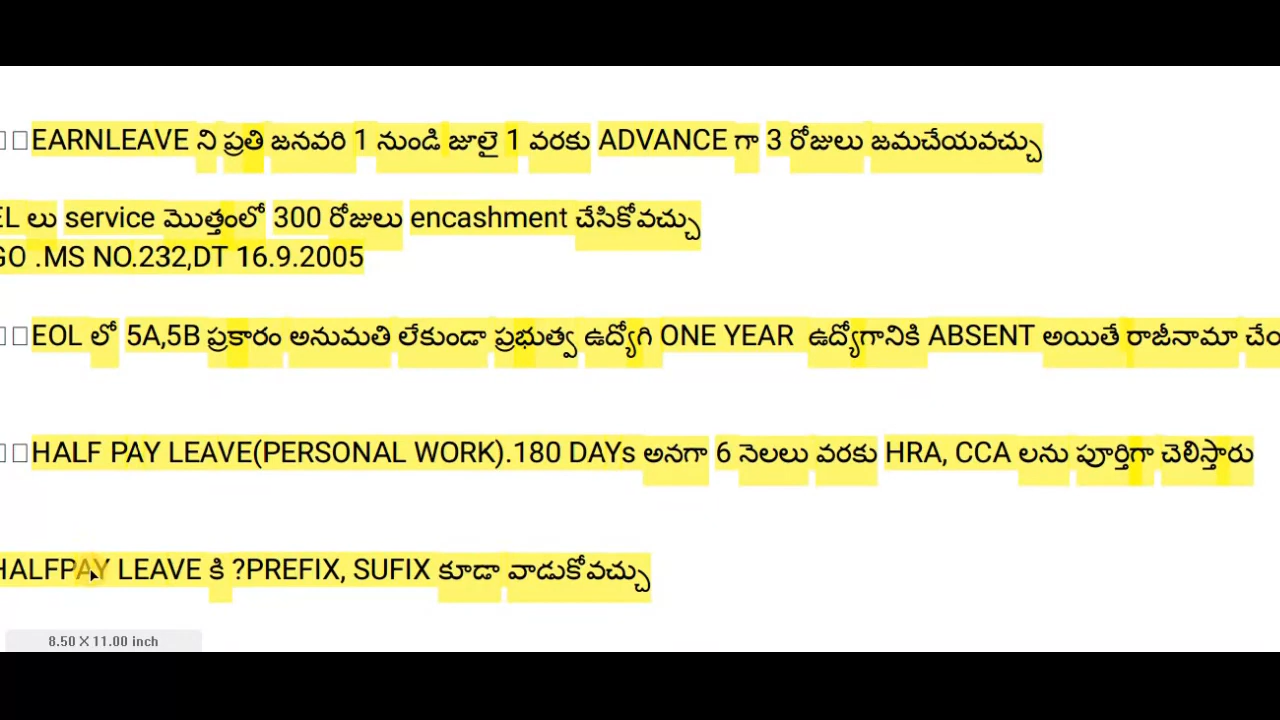 EARNLEAVE ని ప్రతి జనవరి 1 నుండి జూలై 1 వరకు ADVANCE గా 3 రోజులు జమచేయవచ్చు
EL లు service మొత్తంలో 300 రోజులు encashment చేసికోవచ్చు
GO .MS NO.232,DT 16.9.2005
EOL లో 5A,5B ప్రకారం అనుమతి లేకుండా ప్రభుత్వ ఉద్యోగి ONE YEAR ఉద్యోగానికి ABSENT అయితే రాజీనామా
HALF PAY LEAVE(PERSONAL WORK).180 DAYs అనగా 6 నెలలు వరకు HRA, CCA లను పూర్తిగా చెలిస్తారు
HALFPAY LEAVE కి ?PREFIX, SUFIX కూడా వాడుకోవచ్చు
8.50 X 11.00 inch